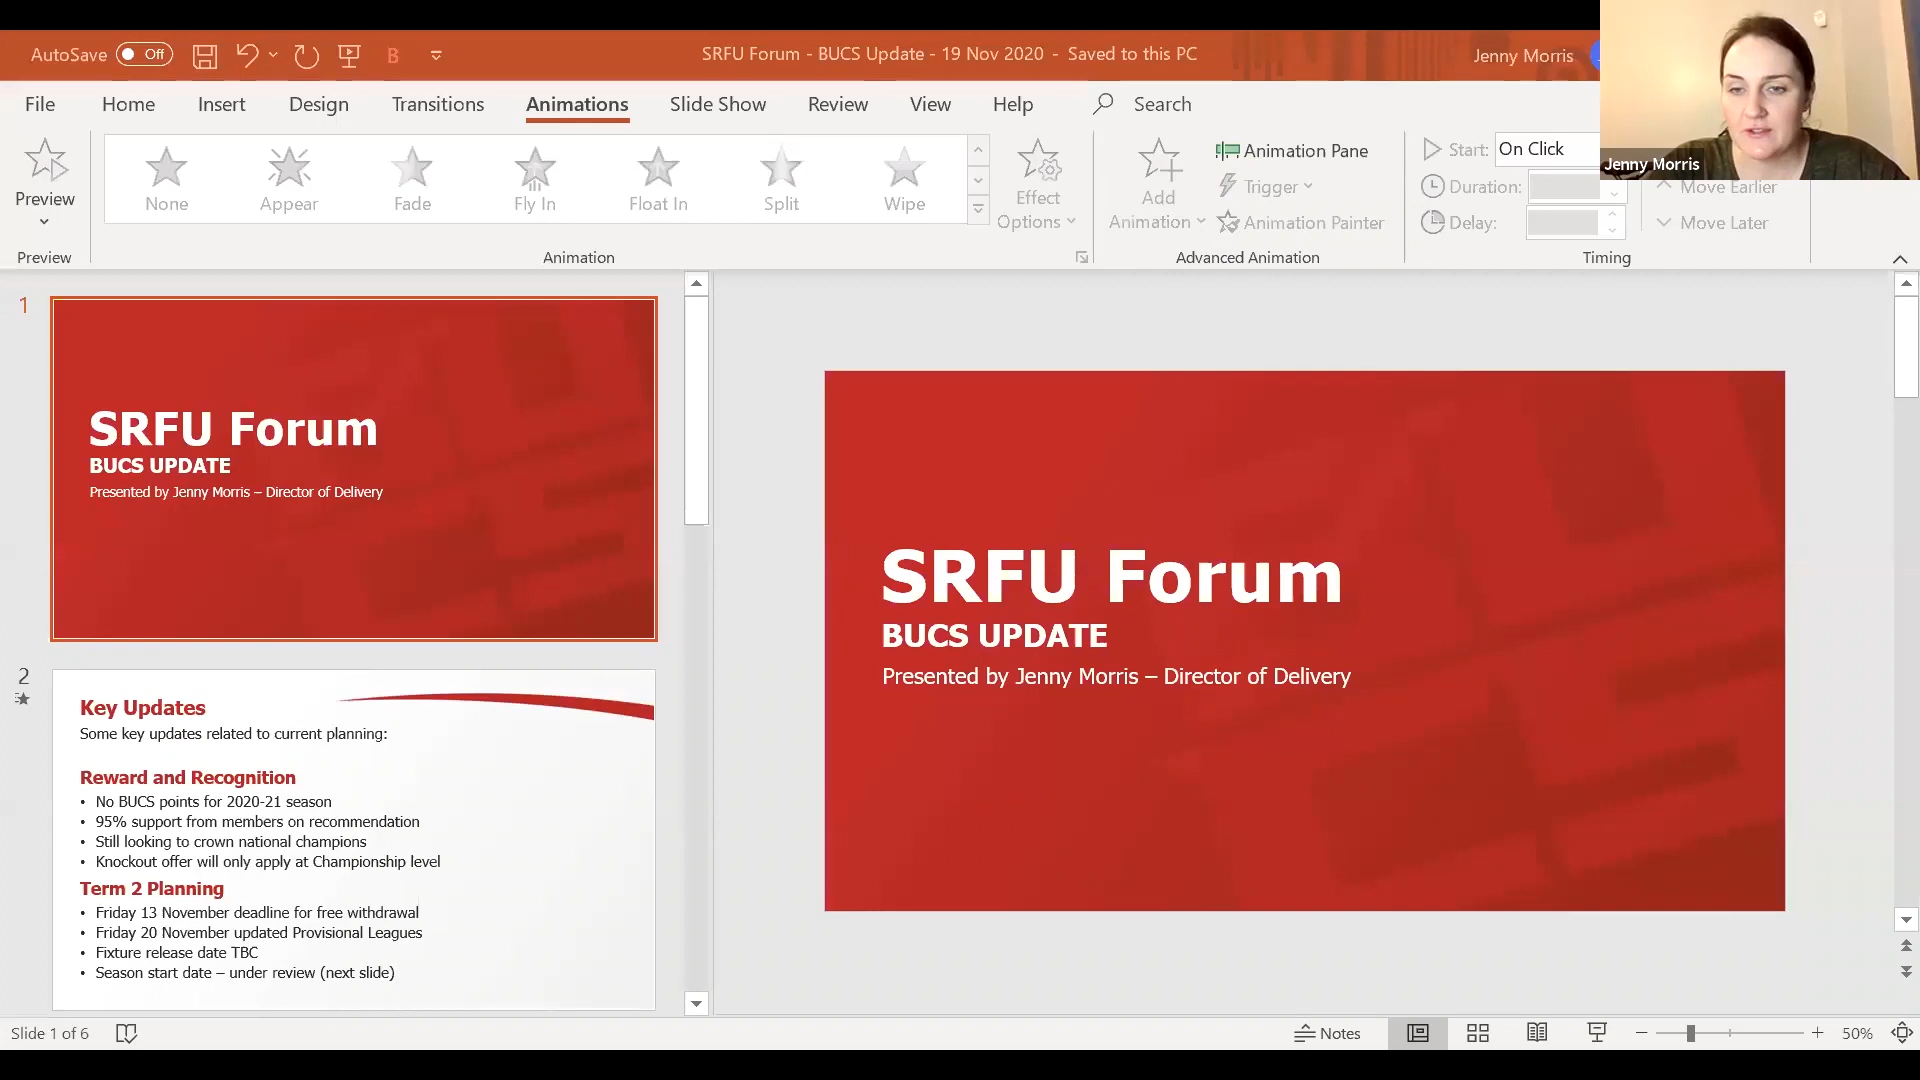 AutoSave Off
B
SRFU Forum - BUCS Update - 19 Nov 2020 - Saved to this PC
Jenny Morris
File Home Insert Design Transitions Animations Slide Show Review View Help Search
Preview
Preview
None Appear Fade Fly In Float In Split Wipe
Animation
Effect Options
Add Animation
Animation Pane
Trigger
Animation Painter
Advanced Animation
Start: On Click
Duration:
Delay:
Move Earlier
Move Later
Timing
Jenny Morris
1
SRFU Forum
BUCS UPDATE
Presented by Jenny Morris – Director of Delivery
2
Key Updates
Some key updates related to current planning:
Reward and Recognition
• No BUCS points for 2020-21 season
• 95% support from members on recommendation
• Still looking to crown national champions
• Knockout offer will only apply at Championship level
Term 2 Planning
• Friday 13 November deadline for free withdrawal
• Friday 20 November updated Provisional Leagues
• Fixture release date TBC
• Season start date – under review (next slide)
SRFU Forum
BUCS UPDATE
Presented by Jenny Morris – Director of Delivery
Slide 1 of 6
Notes
50%